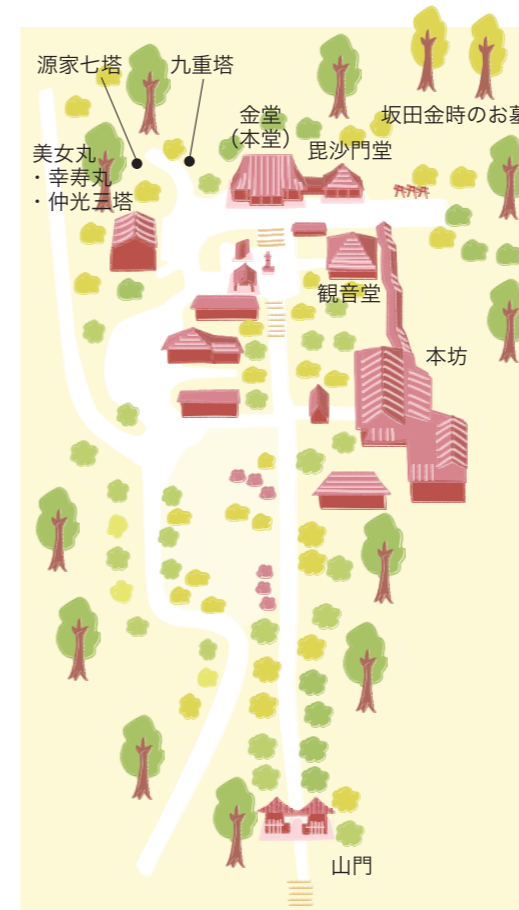 源家七塔
九重塔
坂田金時のお墓
金堂
（本堂）
毘沙門堂
美女丸
・幸寿丸
・仲光三塔
観音堂
本坊
山門